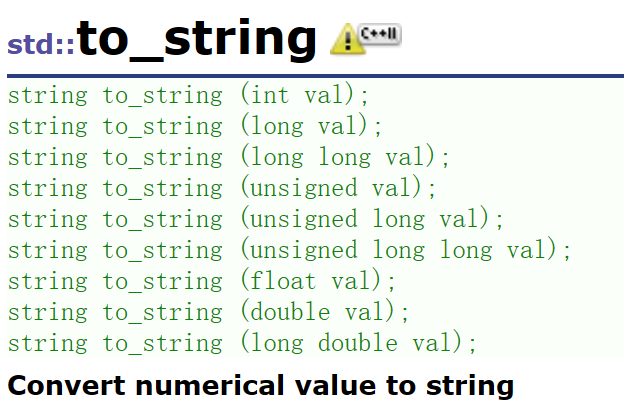 std::to_string C++11
string to_string (int val);
string to_string (long val);
string to_string (long long val);
string to_string (unsigned val);
string to_string (unsigned long val);
string to_string (unsigned long long val);
string to_string (float val);
string to_string (double val);
string to_string (long double val);
Convert numerical value to string